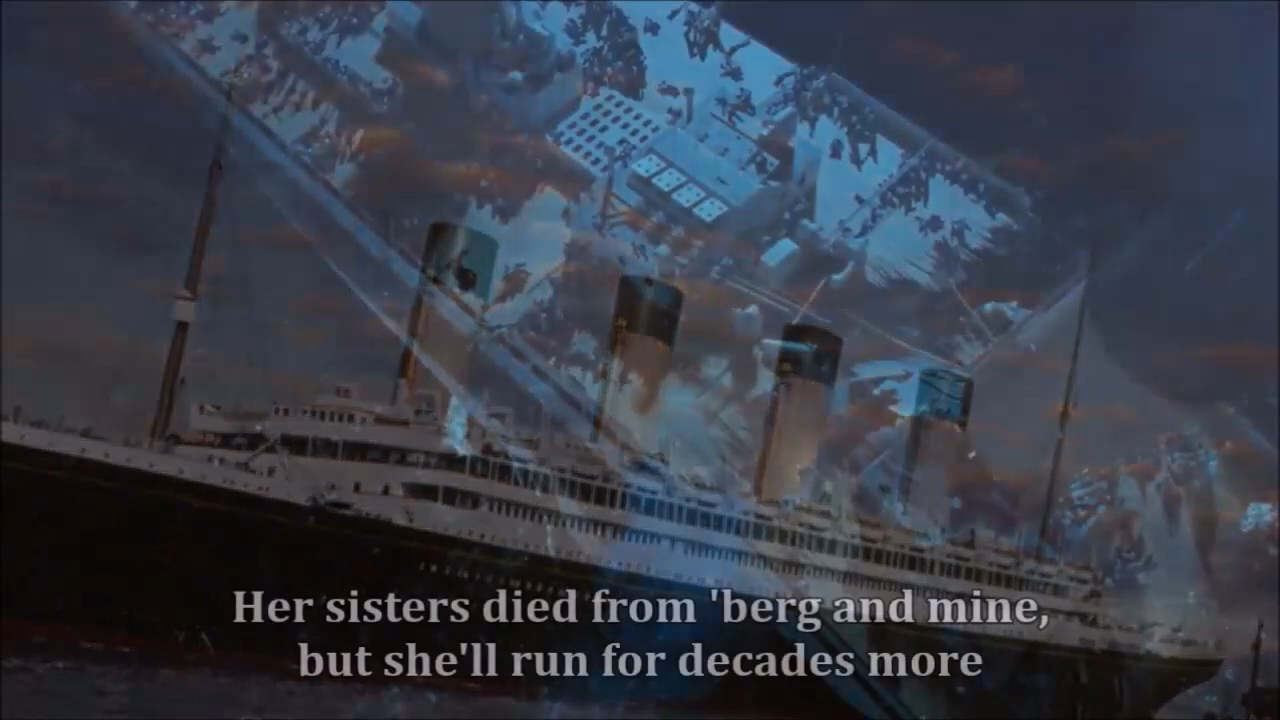 Her sisters died from 'berg and mine,
but she'll run for decades more